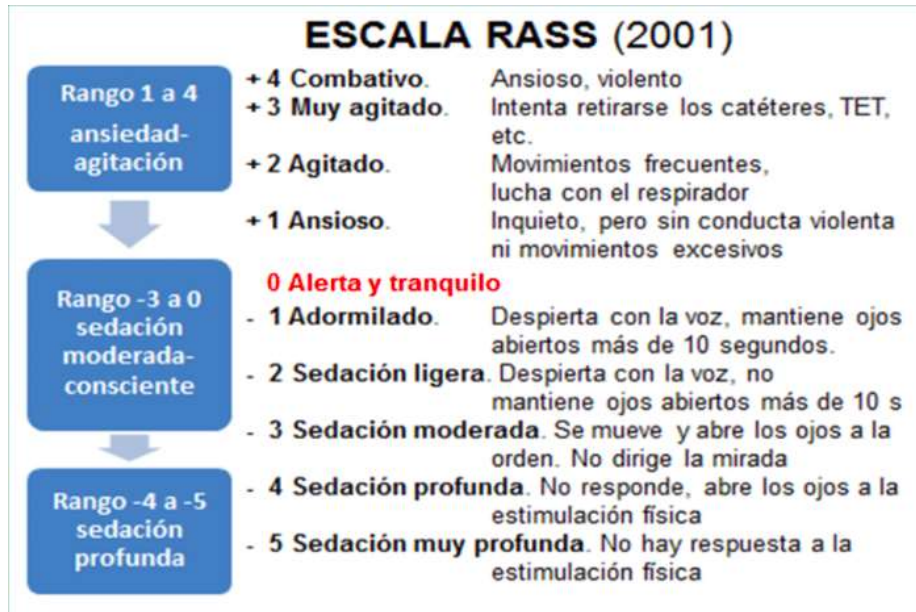 ESCALA RASS (2001)
Rango 1 a 4
ansiedad-
agitación
+ 4 Combativo. Ansioso, violento
+ 3 Muy agitado. Intenta retirarse los catéteres, TET,
etc.
+ 2 Agitado. Movimientos frecuentes,
lucha con el respirador
+ 1 Ansioso. Inquieto, pero sin conducta violenta
ni movimientos excesivos
Rango -3 a 0
sedación
moderada-
consciente
0 Alerta y tranquilo
- 1 Adormilado. Despierta con la voz, mantiene ojos
abiertos más de 10 segundos.
- 2 Sedación ligera. Despierta con la voz, no
mantiene ojos abiertos más de 10 s
- 3 Sedación moderada. Se mueve y abre los ojos a la
orden. No dirige la mirada
Rango -4 a -5
sedación
profunda
- 4 Sedación profunda. No responde, abre los ojos a la
estimulación física
- 5 Sedación muy profunda. No hay respuesta a la
estimulación física